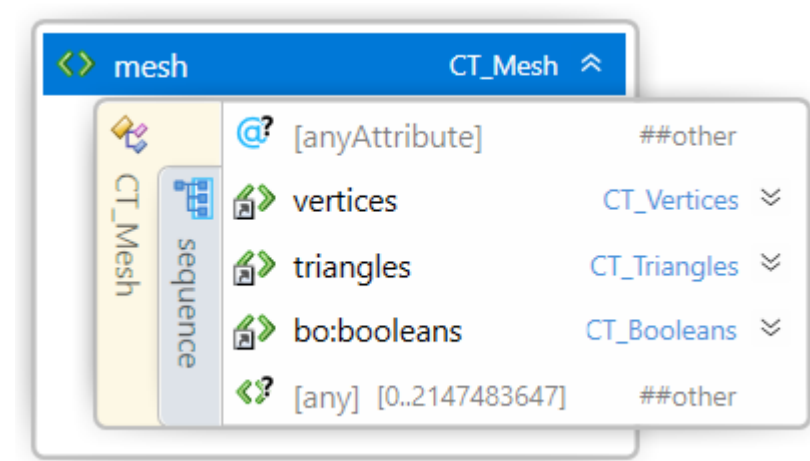 mesh CT_Mesh
CT_Mesh
sequence
[anyAttribute] ##other
vertices CT_Vertices
triangles CT_Triangles
bo:booleans CT_Booleans
[any] [0..2147483647] ##other